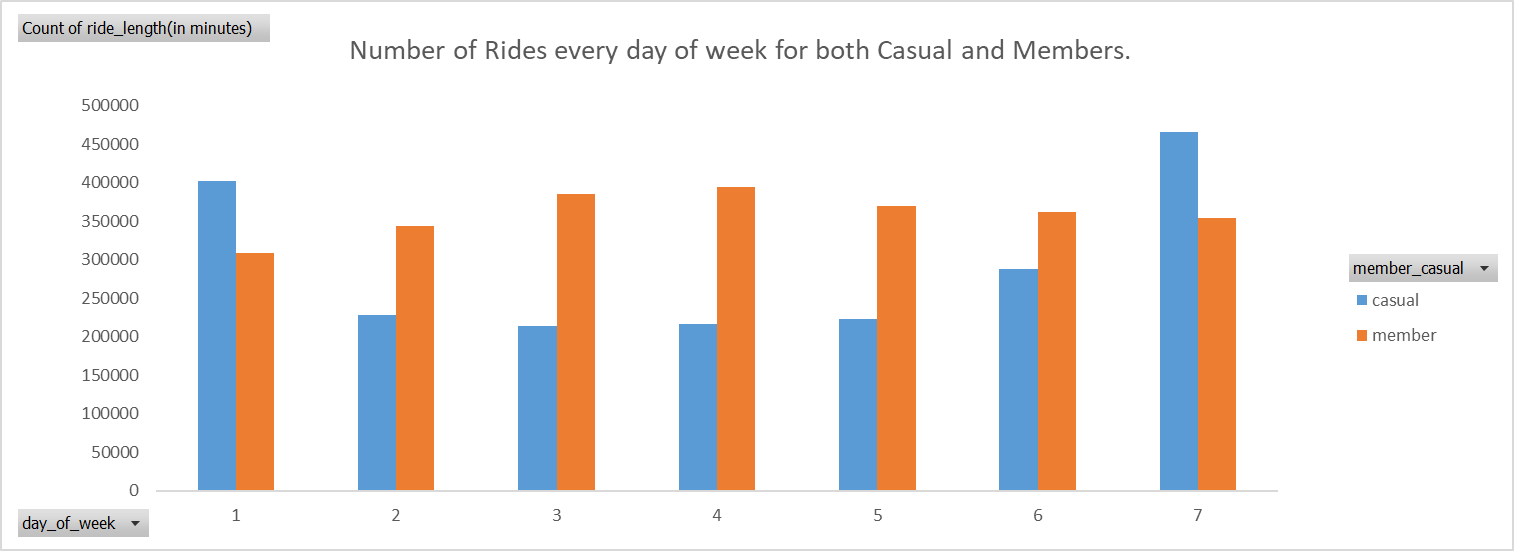 Count of ride_length(in minutes)
Number of Rides every day of week for both Casual and Members.
500000
450000
400000
350000
300000
250000
200000
150000
100000
50000
0
1 2 3 4 5 6 7
day_of_week
member_casual
casual
member